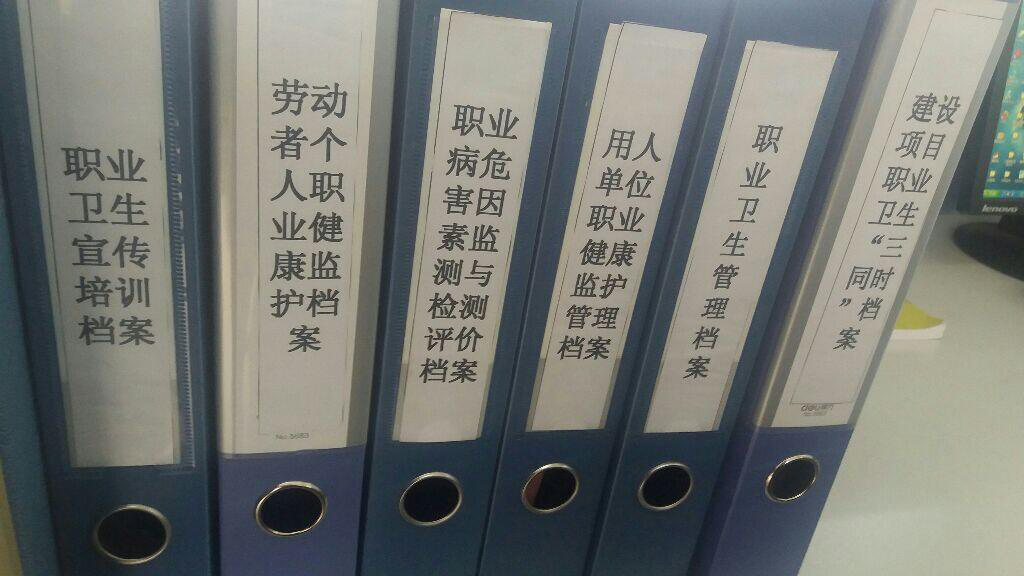 职业
卫生
宣传
培训
档案
劳动
者个
人职
业健
康监
护档
案
No.5683
职业
病危
害因
素监
测与
检测
评价
档案
用人
单位
职业
健康
监护
管理
档案
职
业
卫
生
管
理
档
案
建设
项目
职业
卫生
“三
同时
”档
案
lenovo